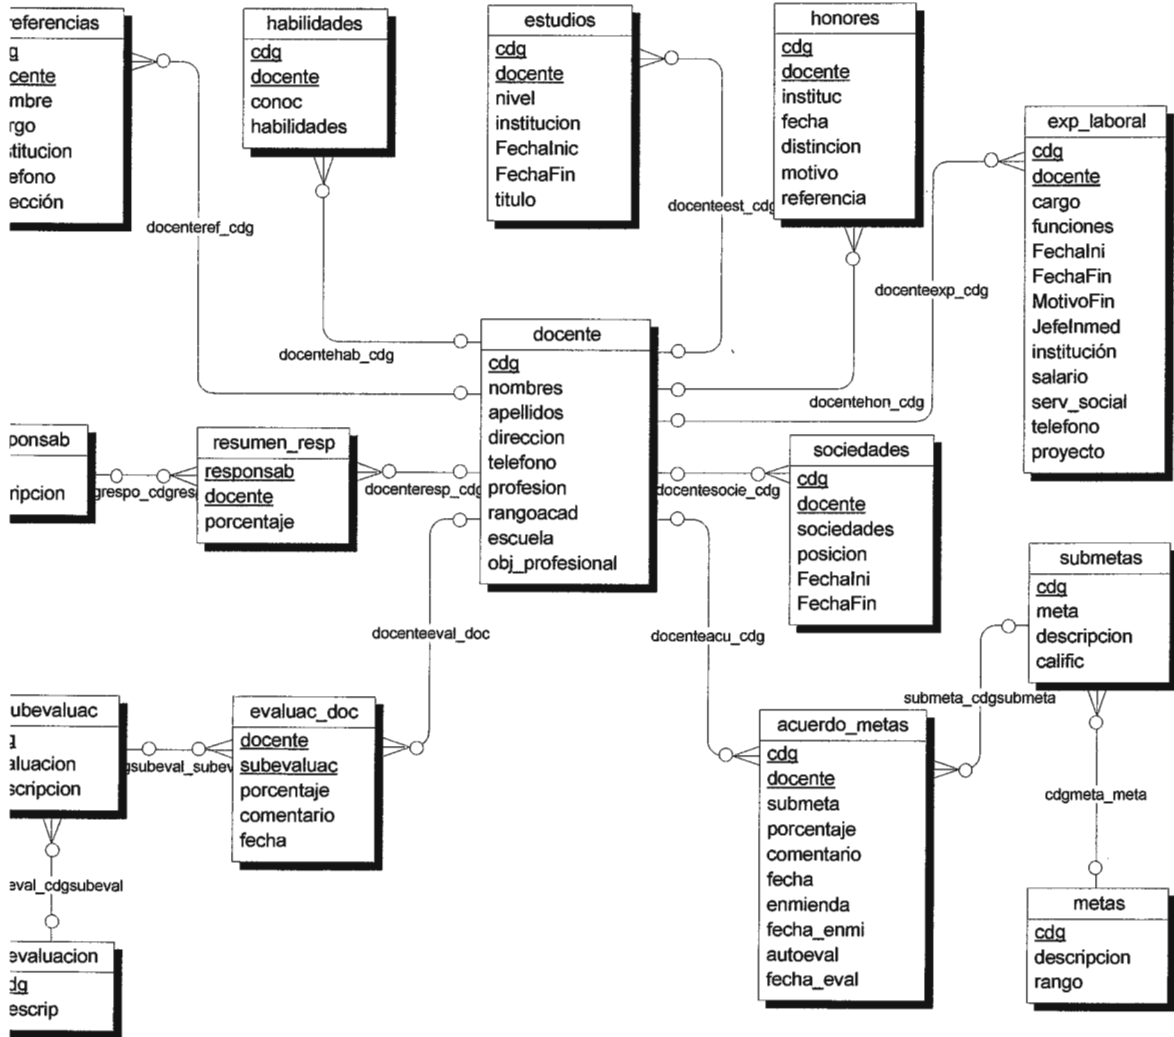 referencias
g
cente
mbre
rgo
stitucion
efono
ección
habilidades
cdg
docente
conoc
habilidades
estudios
cdg
docente
nivel
institucion
FechaInic
FechaFin
titulo
honores
cdg
docente
instituc
fecha
distincion
motivo
referencia
exp_laboral
cdg
docente
cargo
funciones
FechaIni
FechaFin
MotivoFin
JefeInmed
institución
salario
serv_social
telefono
proyecto
docenteref_cdg
docenteest_cdg
docenteexp_cdg
docentehab_cdg
docentehon_cdg
docente
cdg
nombres
apellidos
direccion
telefono
profesion
rangoacad
escuela
obj_profesional
ponsab
ripcion
grespo_cdgres
resumen_resp
responsab
docente
porcentaje
docenteresp_cdg
docentesocie_cdg
sociedades
cdg
docente
sociedades
posicion
FechaIni
FechaFin
submetas
cdg
meta
descripcion
calific
docenteeval_doc
docenteacu_cdg
submeta_cdgsubmeta
ubevaluac
g
aluacion
scripcion
gsubeval_subev
evaluac_doc
docente
subevaluac
porcentaje
comentario
fecha
acuerdo_metas
cdg
docente
submeta
porcentaje
comentario
fecha
enmienda
fecha_enmi
autoeval
fecha_eval
cdgmeta_meta
eval_cdgsubeval
evaluacion
dg
escrip
metas
cdg
descripcion
rango